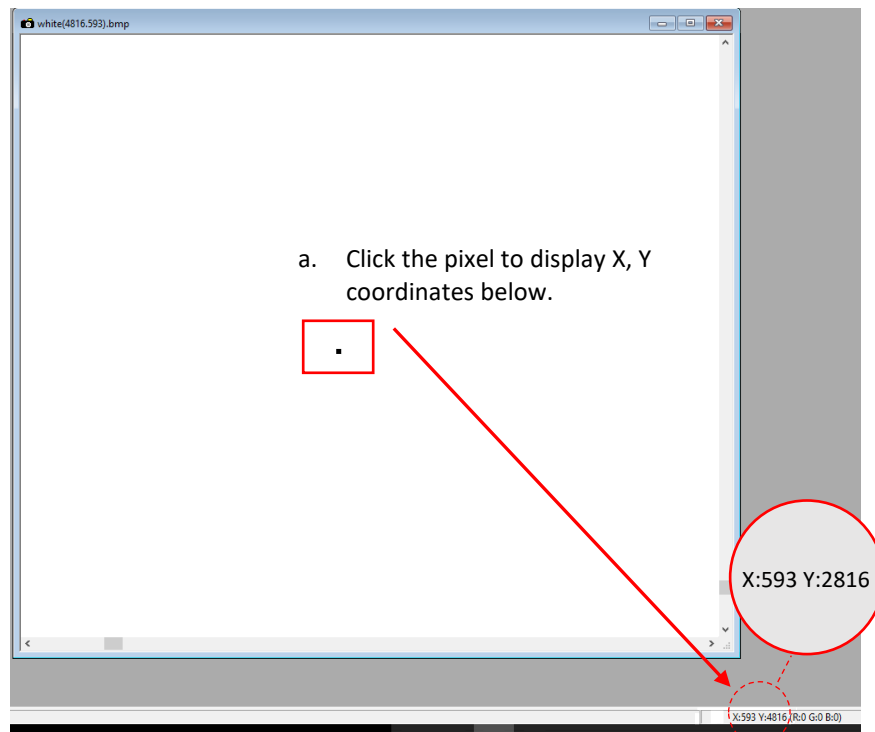 white(4816.593).bmp
a. Click the pixel to display X, Y
coordinates below.
X:593 Y:2816
X:593 Y:4816 (R:0 G:0 B:0)